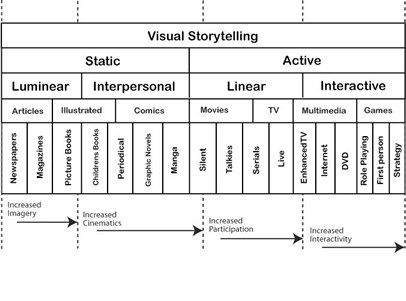 Visual Storytelling
Static
Active
Luminear
Interpersonal
Linear
Interactive
Articles
Illustrated
Comics
Movies
TV
Multimedia
Games
Newspapers
Magazines
Picture Books
Childrens Books
Periodical
Graphic Novels
Manga
Silent
Talkies
Serials
Live
EnhancedTV
Internet
DVD
Role Playing
First person
Strategy
Increased
Imagery
Increased
Cinematics
Increased
Participation
Increased
Interactivity